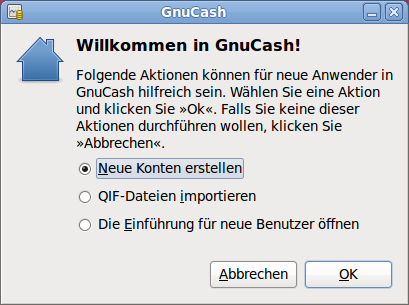 GnuCash
Willkommen in GnuCash!
Folgende Aktionen können für neue Anwender in
GnuCash hilfreich sein. Wählen Sie eine Aktion
und klicken Sie »Ok«. Falls Sie keine dieser
Aktionen durchführen wollen, klicken Sie
»Abbrechen«.
Neue Konten erstellen
QIF-Dateien importieren
Die Einführung für neue Benutzer öffnen
Abbrechen
OK